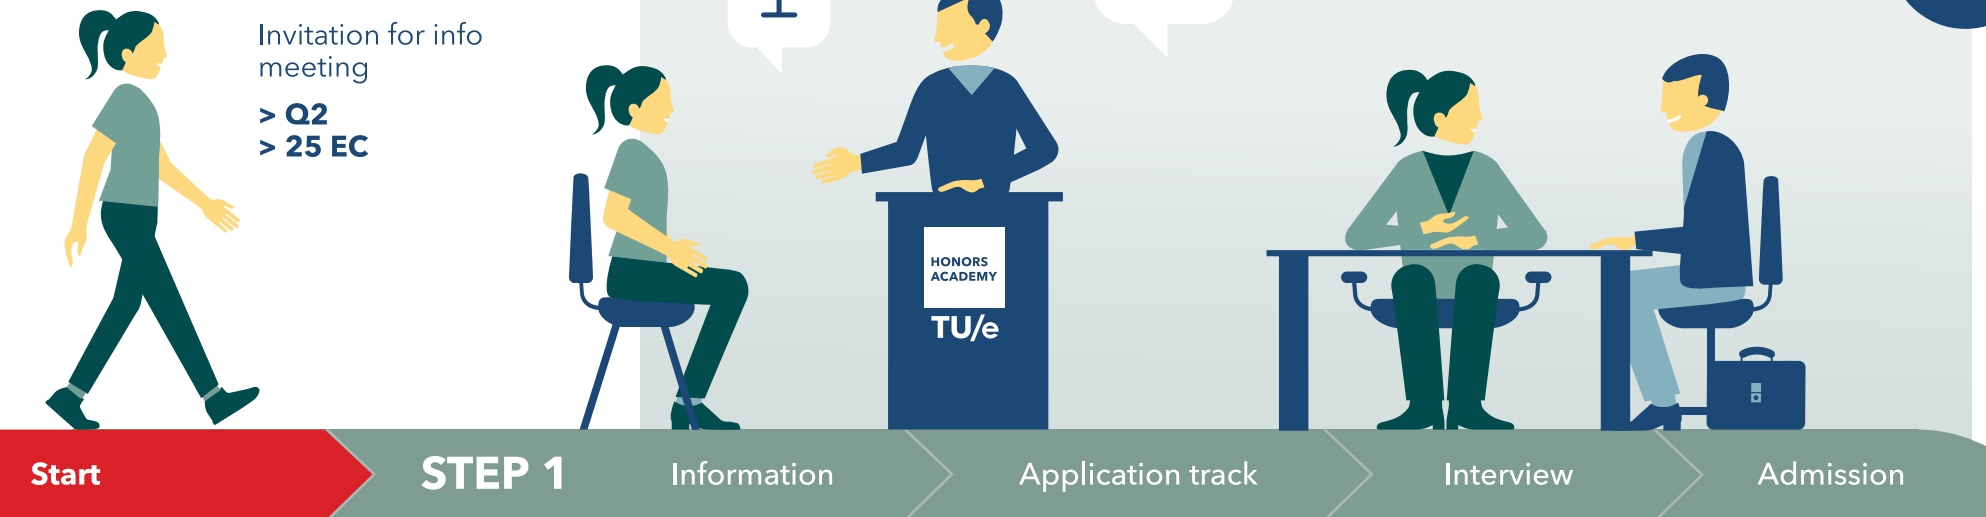 Invitation for info
meeting
> Q2
> 25 EC
HONORS
ACADEMY
TU/e
Start
STEP 1
Information
Application track
Interview
Admission